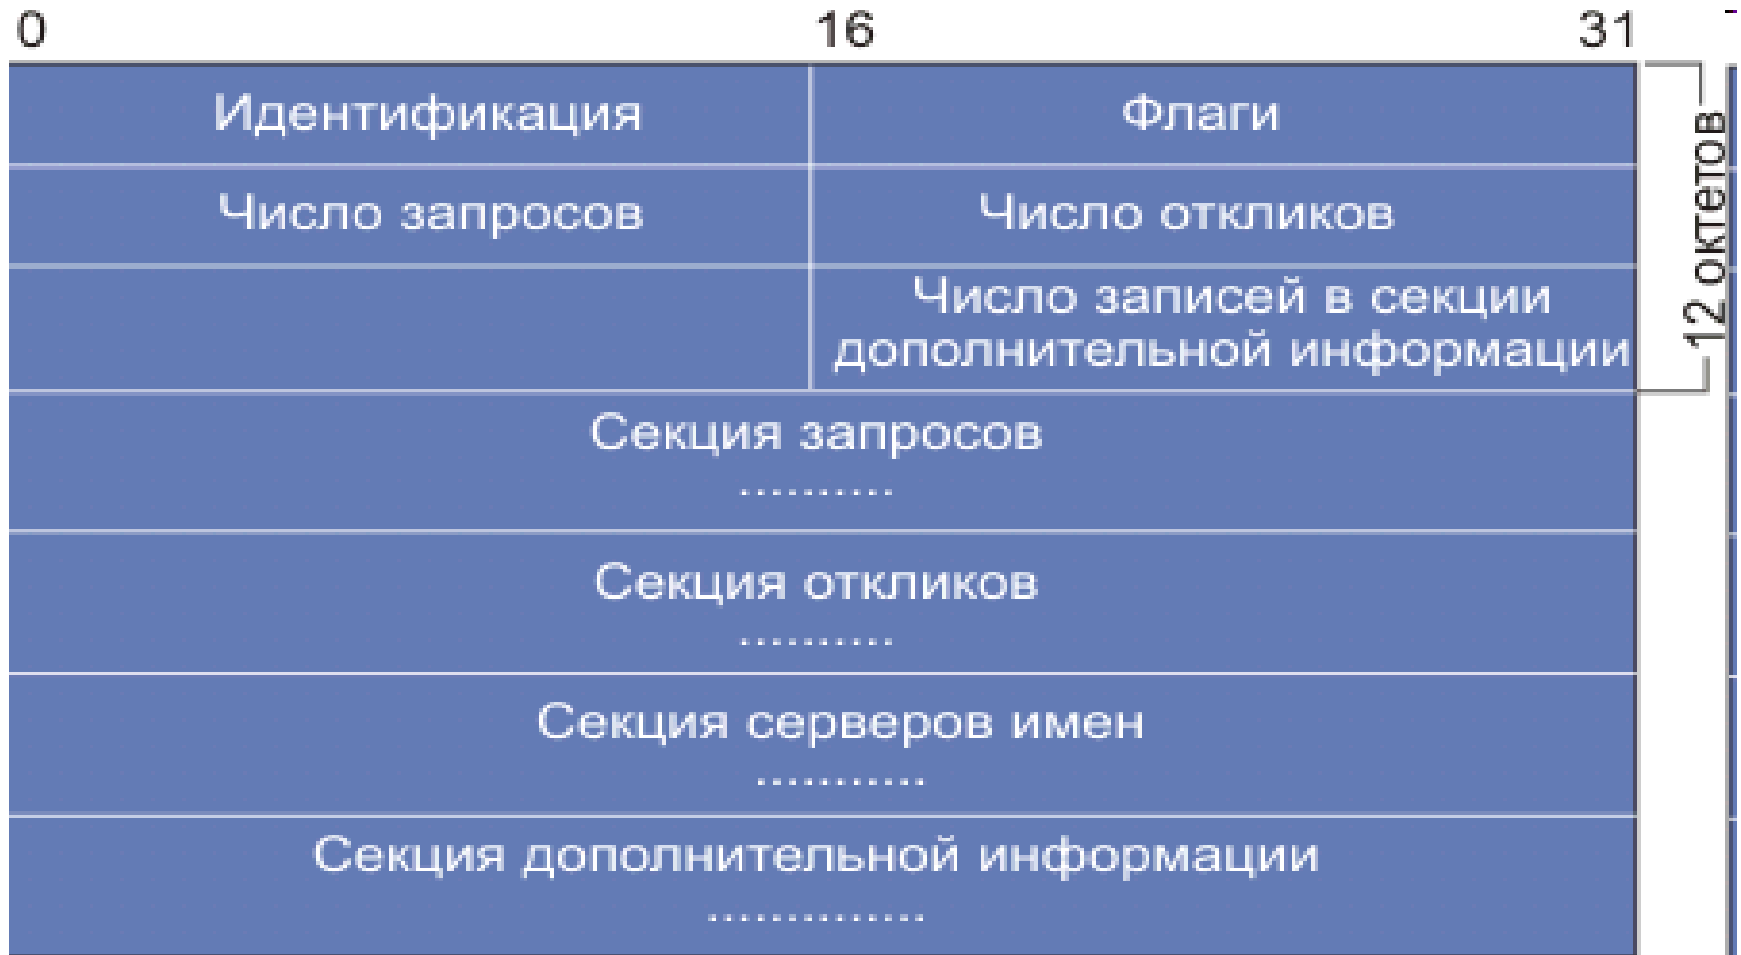 0 16 31
Идентификация Флаги
Число запросов Число откликов
Число записей в секции
дополнительной информации
12 октетов
Секция запросов
..........
Секция откликов
..........
Секция серверов имен
...........
Секция дополнительной информации
..............